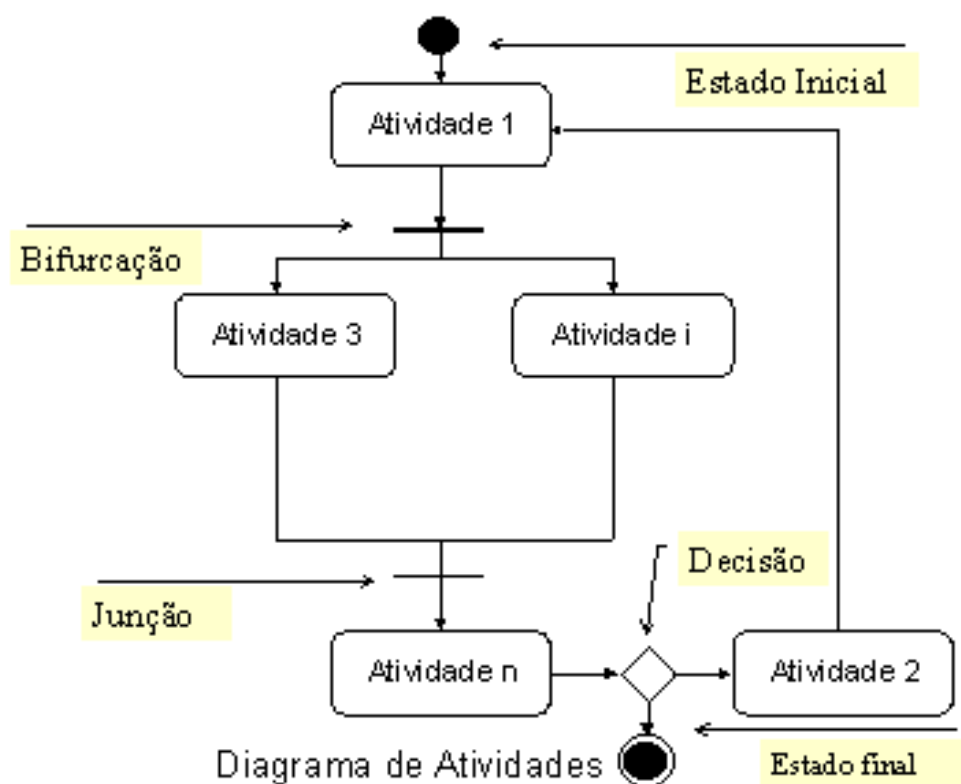 Estado Inicial
Atividade 1
Bifurcação
Atividade 3
Atividade i
Decisão
Junção
Atividade n
Atividade 2
Diagrama de Atividades
Estado final